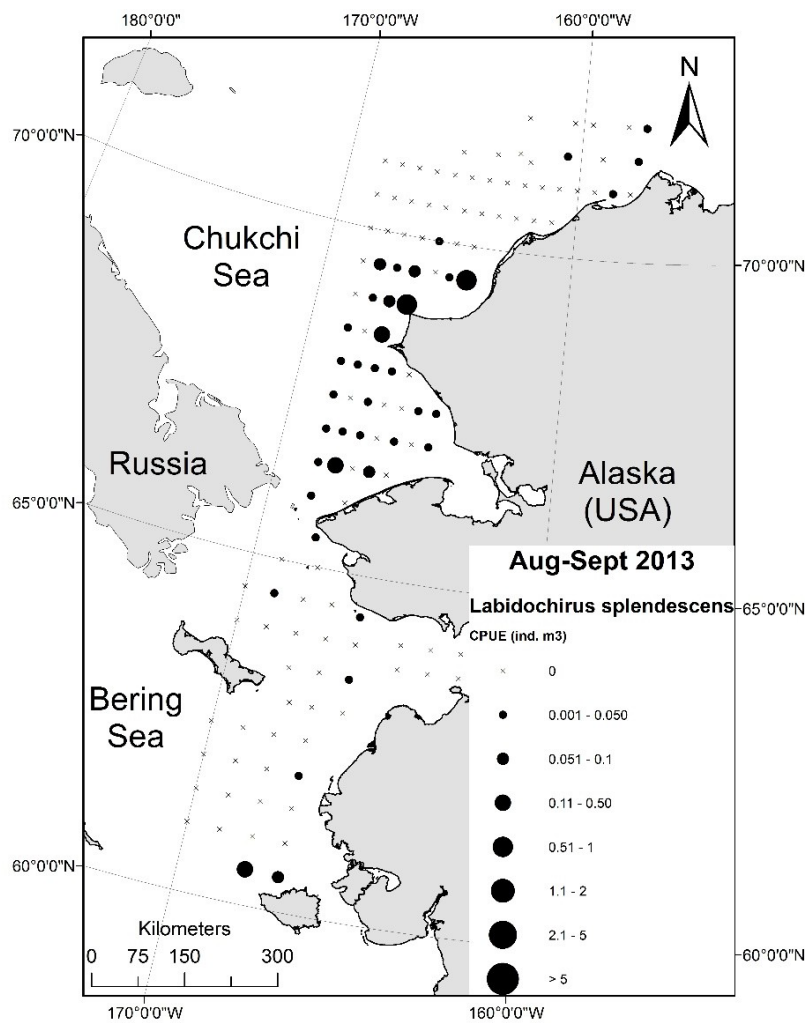 180°0'0"
170°0'0"W
160°0'0"W
N
70°0'0"N
Chukchi
Sea
70°0'0"N
Russia
Alaska
(USA)
65°0'0"N
Aug-Sept 2013
Labidochirus splendescens
65°0'0"N
CPUE (ind. m3)
0
Bering
Sea
0.001 - 0.050
0.051 - 0.1
0.11 - 0.50
0.51 - 1
60°0'0"N
1.1 - 2
Kilometers
2.1 - 5
0 75 150 300
60°0'0"N
> 5
170°0'0"W
160°0'0"W